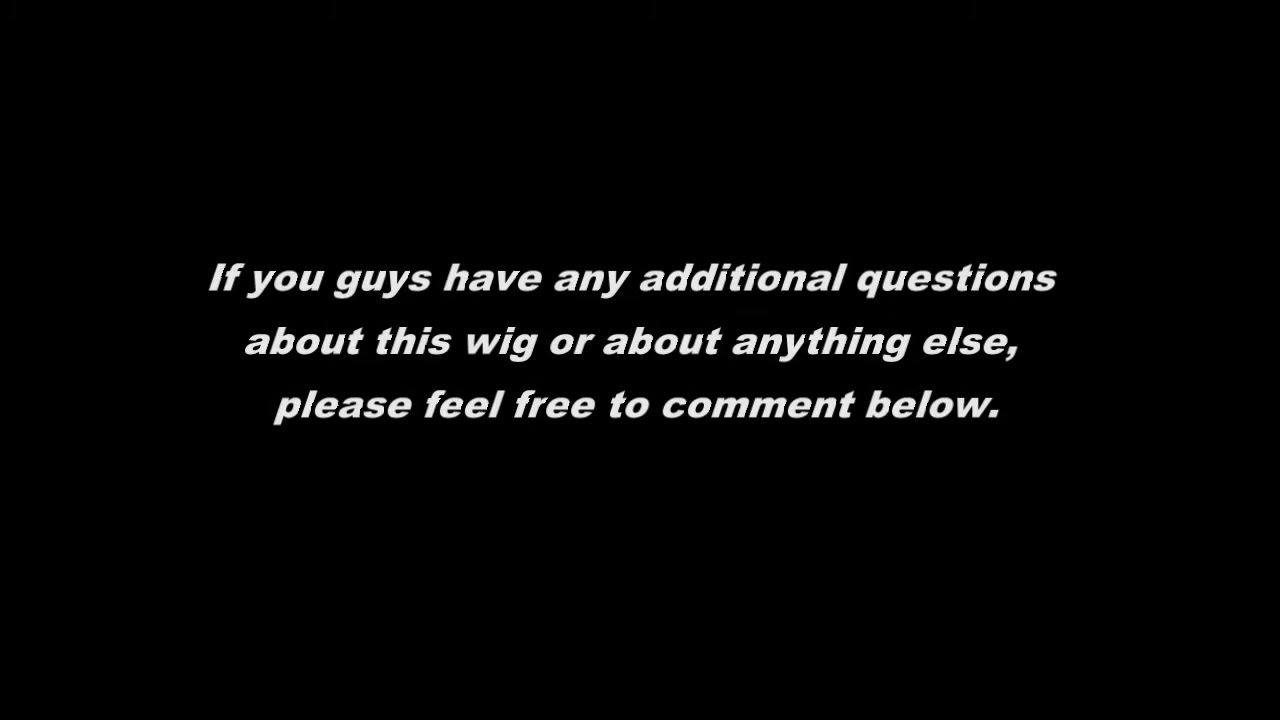 If you guys have any additional questions
about this wig or about anything else,
please feel free to comment below.